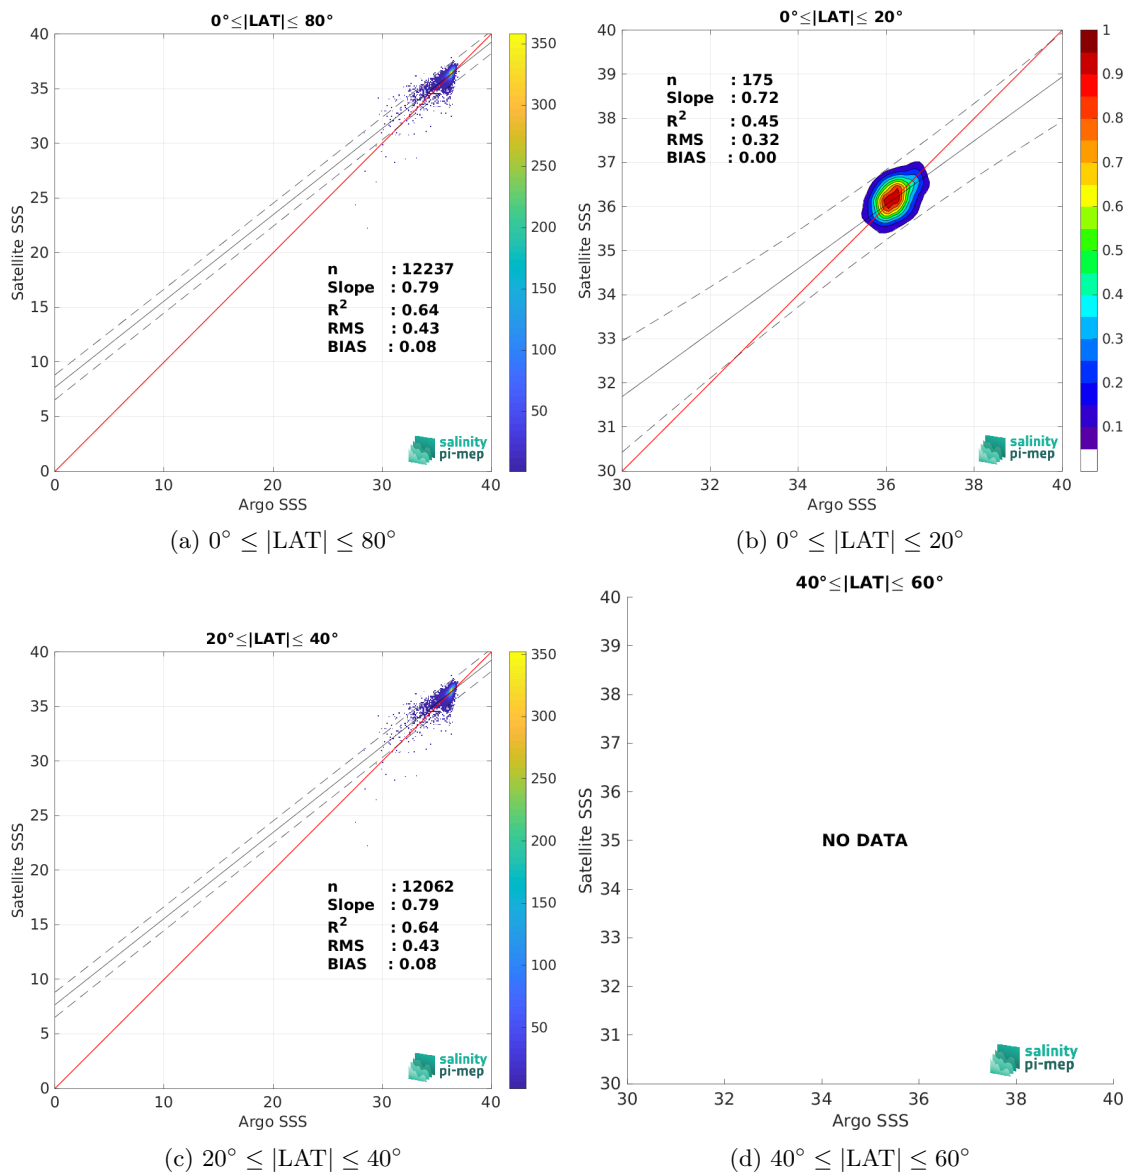 0°≤|LAT|≤ 80°
40
35
30
25
20
15
10
5
0
Satellite SSS
n : 12237
Slope : 0.79
R2 : 0.64
RMS : 0.43
BIAS : 0.08
salinity
pi-mep
0 10 20 30 40
Argo SSS
350
300
250
200
150
100
50
(a) 0° ≤ |LAT| ≤ 80°
0°≤|LAT|≤ 20°
40
39
38
37
36
35
34
33
32
31
30
Satellite SSS
n : 175
Slope : 0.72
R2 : 0.45
RMS : 0.32
BIAS : 0.00
salinity
pi-mep
30 32 34 36 38 40
Argo SSS
1
0.9
0.8
0.7
0.6
0.5
0.4
0.3
0.2
0.1
(b) 0° ≤ |LAT| ≤ 20°
20°≤|LAT|≤ 40°
40
35
30
25
20
15
10
5
0
Satellite SSS
n : 12062
Slope : 0.79
R2 : 0.64
RMS : 0.43
BIAS : 0.08
salinity
pi-mep
0 10 20 30 40
Argo SSS
350
300
250
200
150
100
50
(c) 20° ≤ |LAT| ≤ 40°
40°≤|LAT|≤ 60°
40
39
38
37
36
35
34
33
32
31
30
Satellite SSS
NO DATA
salinity
pi-mep
30 32 34 36 38 40
Argo SSS
(d) 40° ≤ |LAT| ≤ 60°